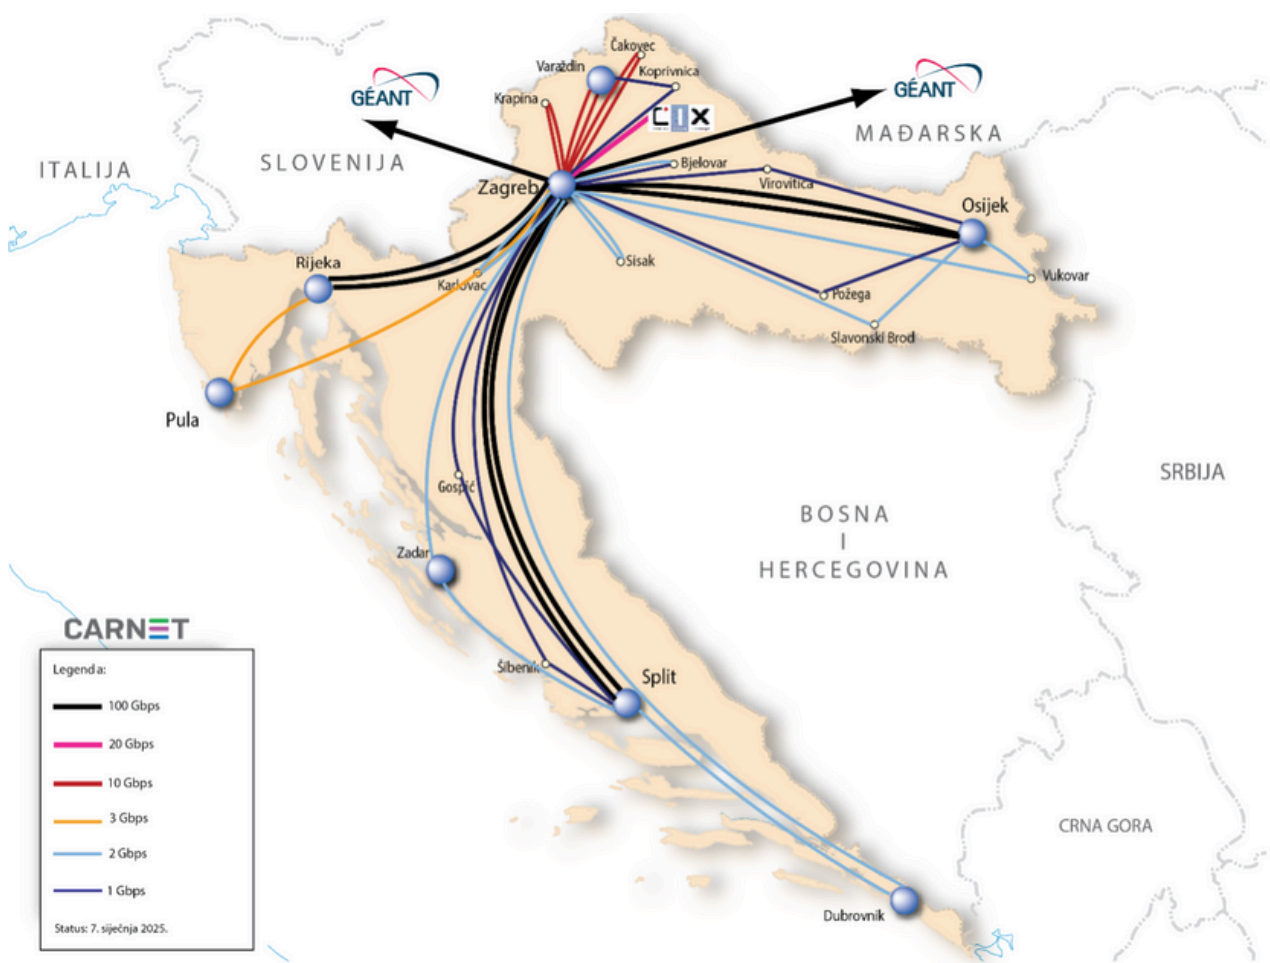 Čakovec
Varaždin
Koprivnica
GÉANT
GÉANT
Krapina
CIX
MAĐARSKA
ITALIJA
SLOVENIJA
Bjelovar
Zagreb
Virovitica
Osijek
Rijeka
Sisak
Karlovac
Vukovar
Požega
Slavonski Brod
Pula
SRBIJA
Gospić
BOSNA
I
HERCEGOVINA
Zadar
CARNET
Šibenik
Split
Legenda:
100 Gbps
20 Gbps
10 Gbps
3 Gbps
2 Gbps
1 Gbps
Status: 7. siječnja 2025.
CRNA GORA
Dubrovnik